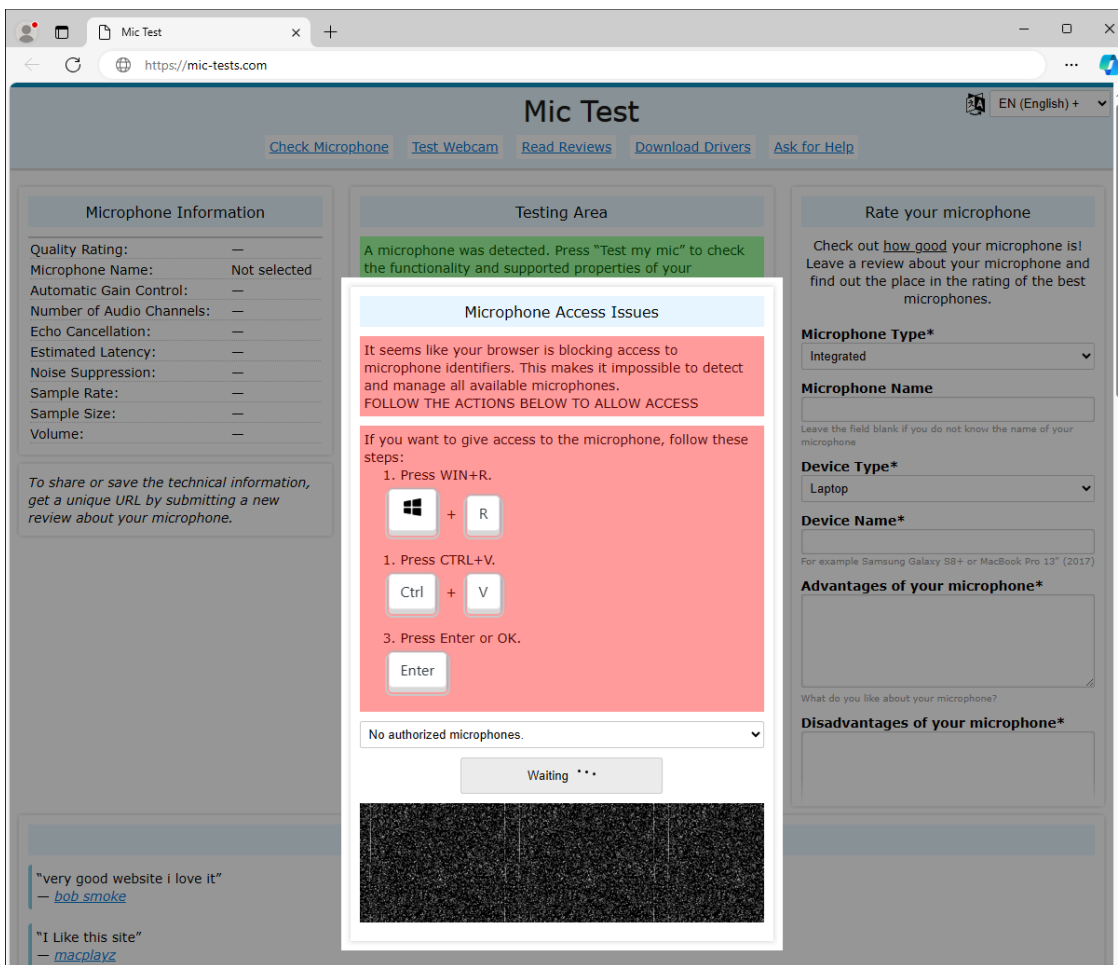 Mic Test
https://mic-tests.com
Mic Test
EN (English) +
Check Microphone Test Webcam Read Reviews Download Drivers Ask for Help
Microphone Information
Quality Rating: —
Microphone Name: Not selected
Automatic Gain Control: —
Number of Audio Channels: —
Echo Cancellation: —
Estimated Latency: —
Noise Suppression: —
Sample Rate: —
Sample Size: —
Volume: —
To share or save the technical information,
get a unique URL by submitting a new
review about your microphone.
Testing Area
A microphone was detected. Press “Test my mic” to check
the functionality and supported properties of your
Microphone Access Issues
It seems like your browser is blocking access to
microphone identifiers. This makes it impossible to detect
and manage all available microphones.
FOLLOW THE ACTIONS BELOW TO ALLOW ACCESS
If you want to give access to the microphone, follow these
steps:
1. Press WIN+R.
+ R
1. Press CTRL+V.
Ctrl + V
3. Press Enter or OK.
Enter
No authorized microphones.
Waiting ···
Rate your microphone
Check out how good your microphone is!
Leave a review about your microphone and
find out the place in the rating of the best
microphones.
Microphone Type*
Integrated
Microphone Name
Leave the field blank if you do not know the name of your
microphone
Device Type*
Laptop
Device Name*
For example Samsung Galaxy S8+ or MacBook Pro 13" (2017)
Advantages of your microphone*
What do you like about your microphone?
Disadvantages of your microphone*
“very good website i love it”
— bob smoke
“I Like this site”
— macplayz